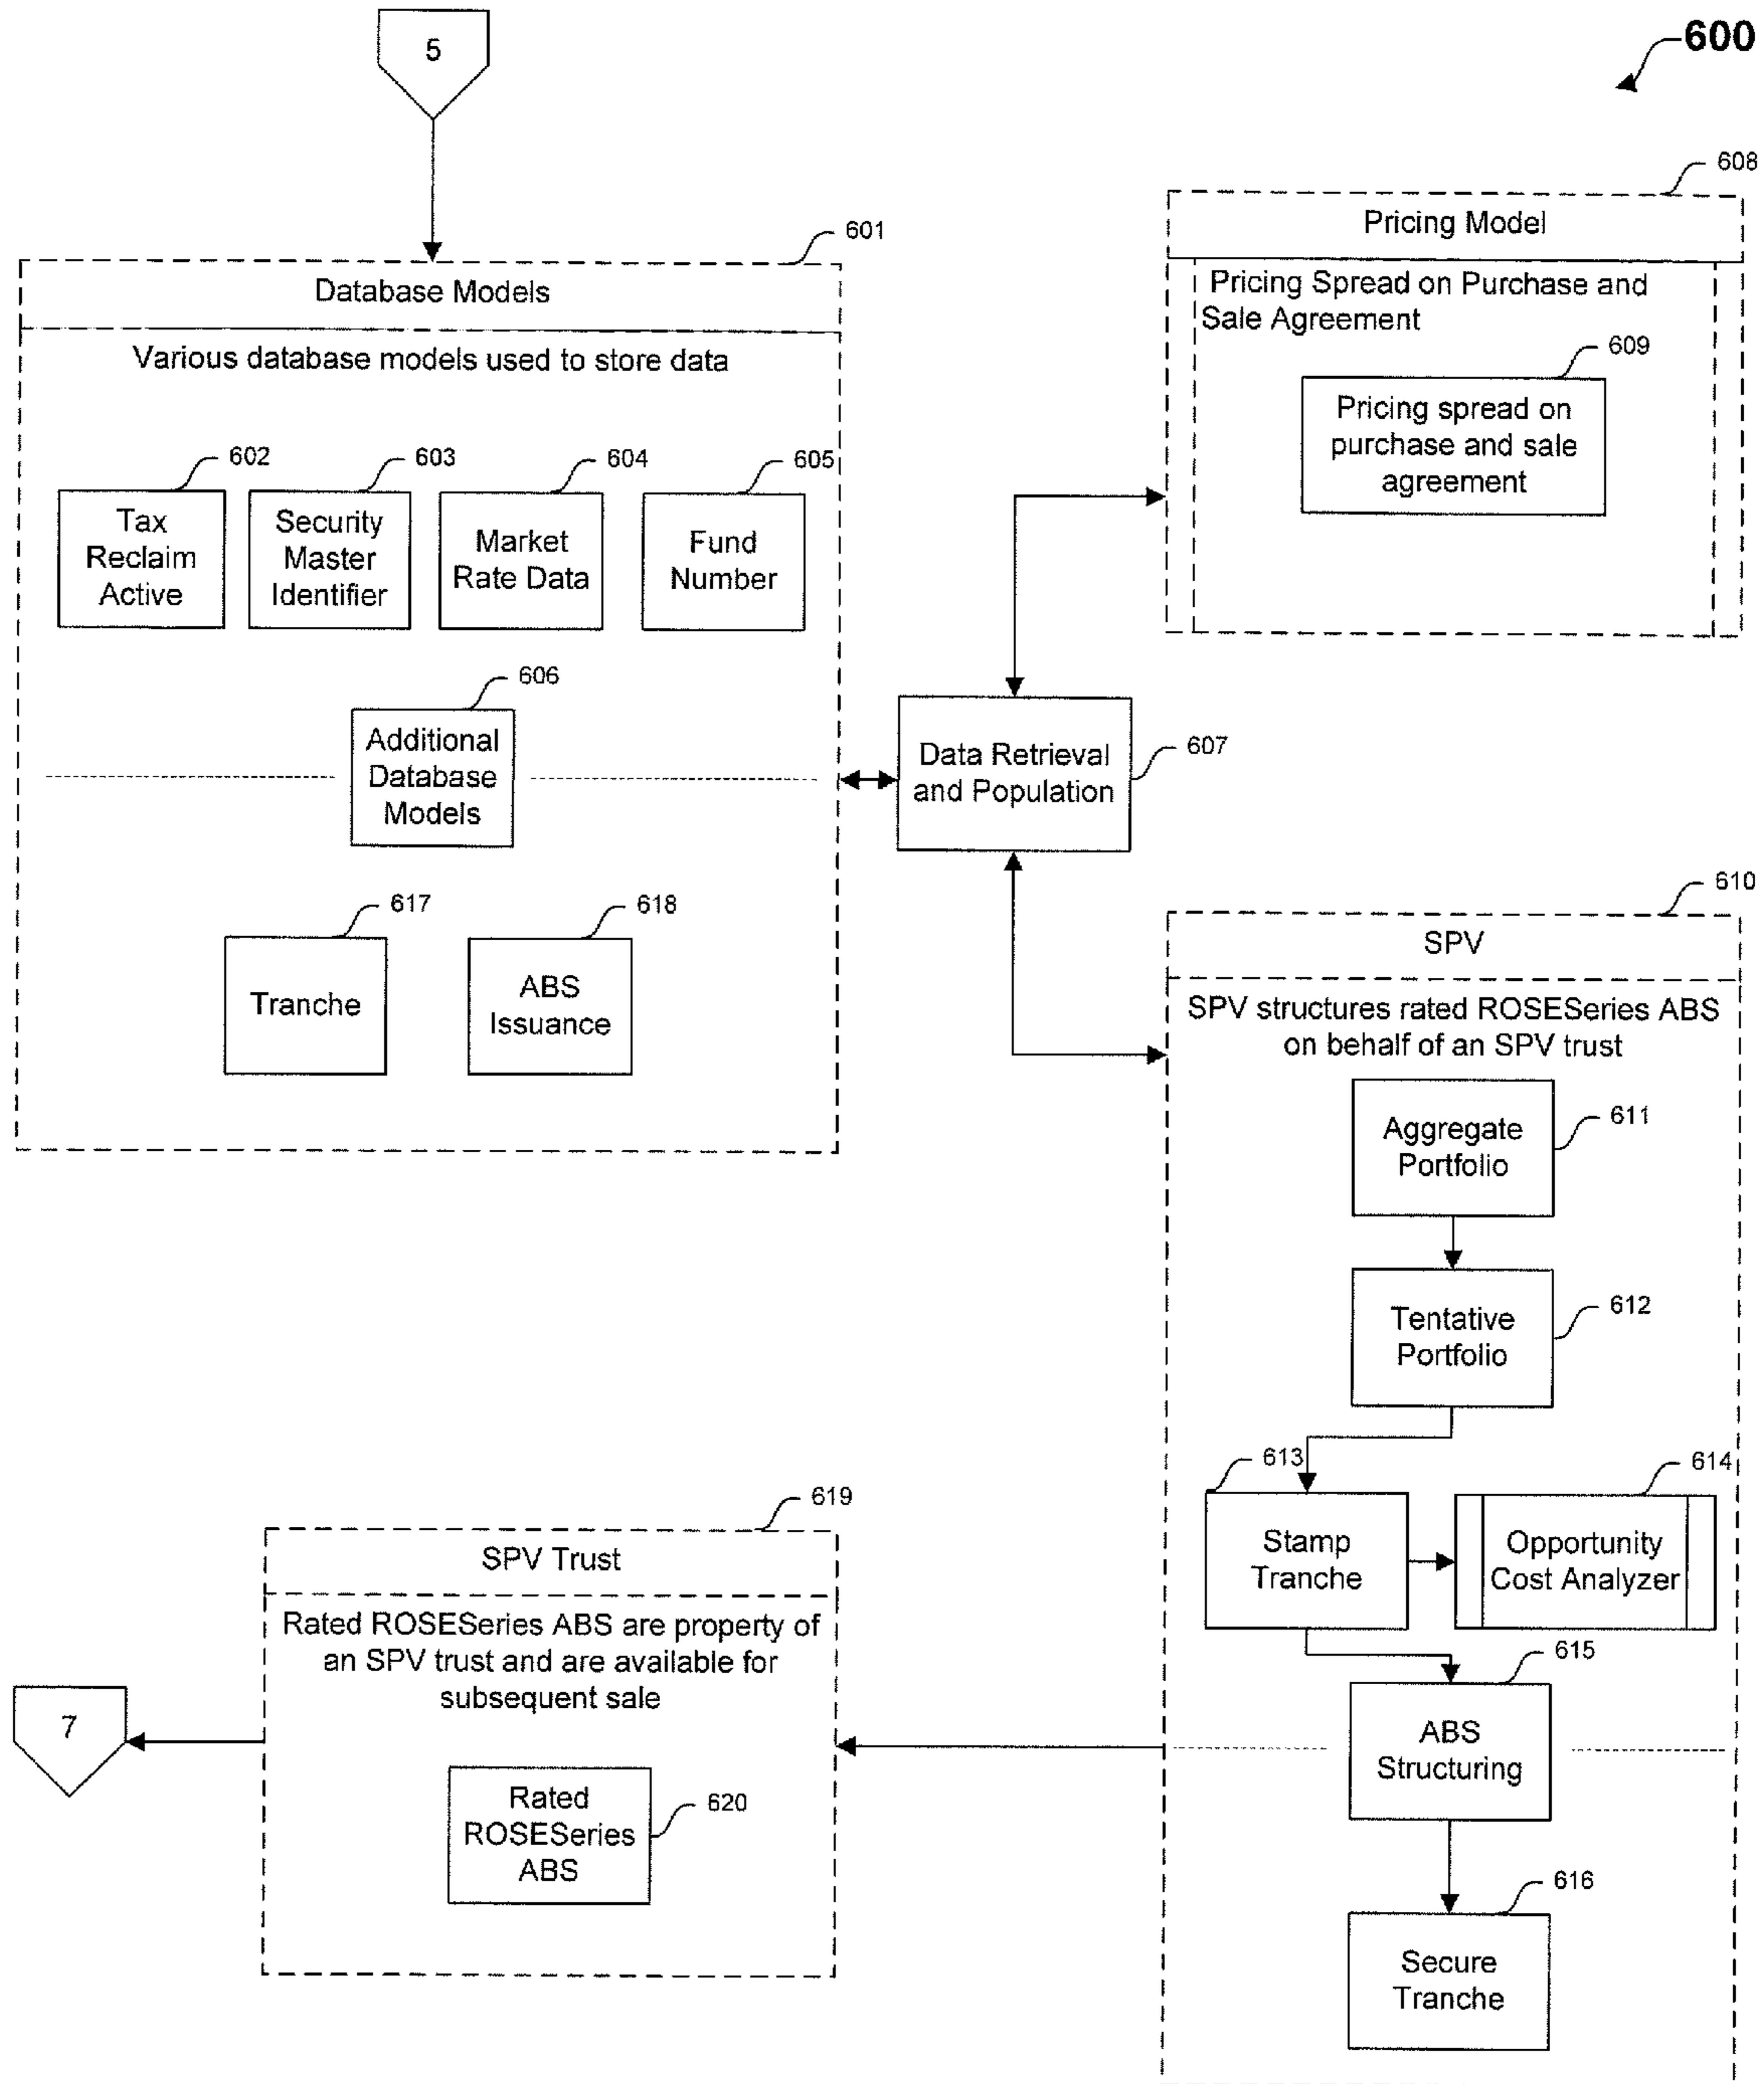 5
600
608
Pricing Model
Pricing Spread on Purchase and
Sale Agreement
609
Pricing spread on
purchase and sale
agreement
601
Database Models
Various database models used to store data
602
Tax
Reclaim
Active
603
Security
Master
Identifier
604
Market
Rate Data
605
Fund
Number
606
Additional
Database
Models
607
Data Retrieval
and Population
617
Tranche
618
ABS
Issuance
610
SPV
SPV structures rated ROSESeries ABS
on behalf of an SPV trust
611
Aggregate
Portfolio
612
Tentative
Portfolio
613
Stamp
Tranche
614
Opportunity
Cost Analyzer
615
ABS
Structuring
616
Secure
Tranche
619
SPV Trust
Rated ROSESeries ABS are property of
an SPV trust and are available for
subsequent sale
620
Rated
ROSESeries
ABS
7